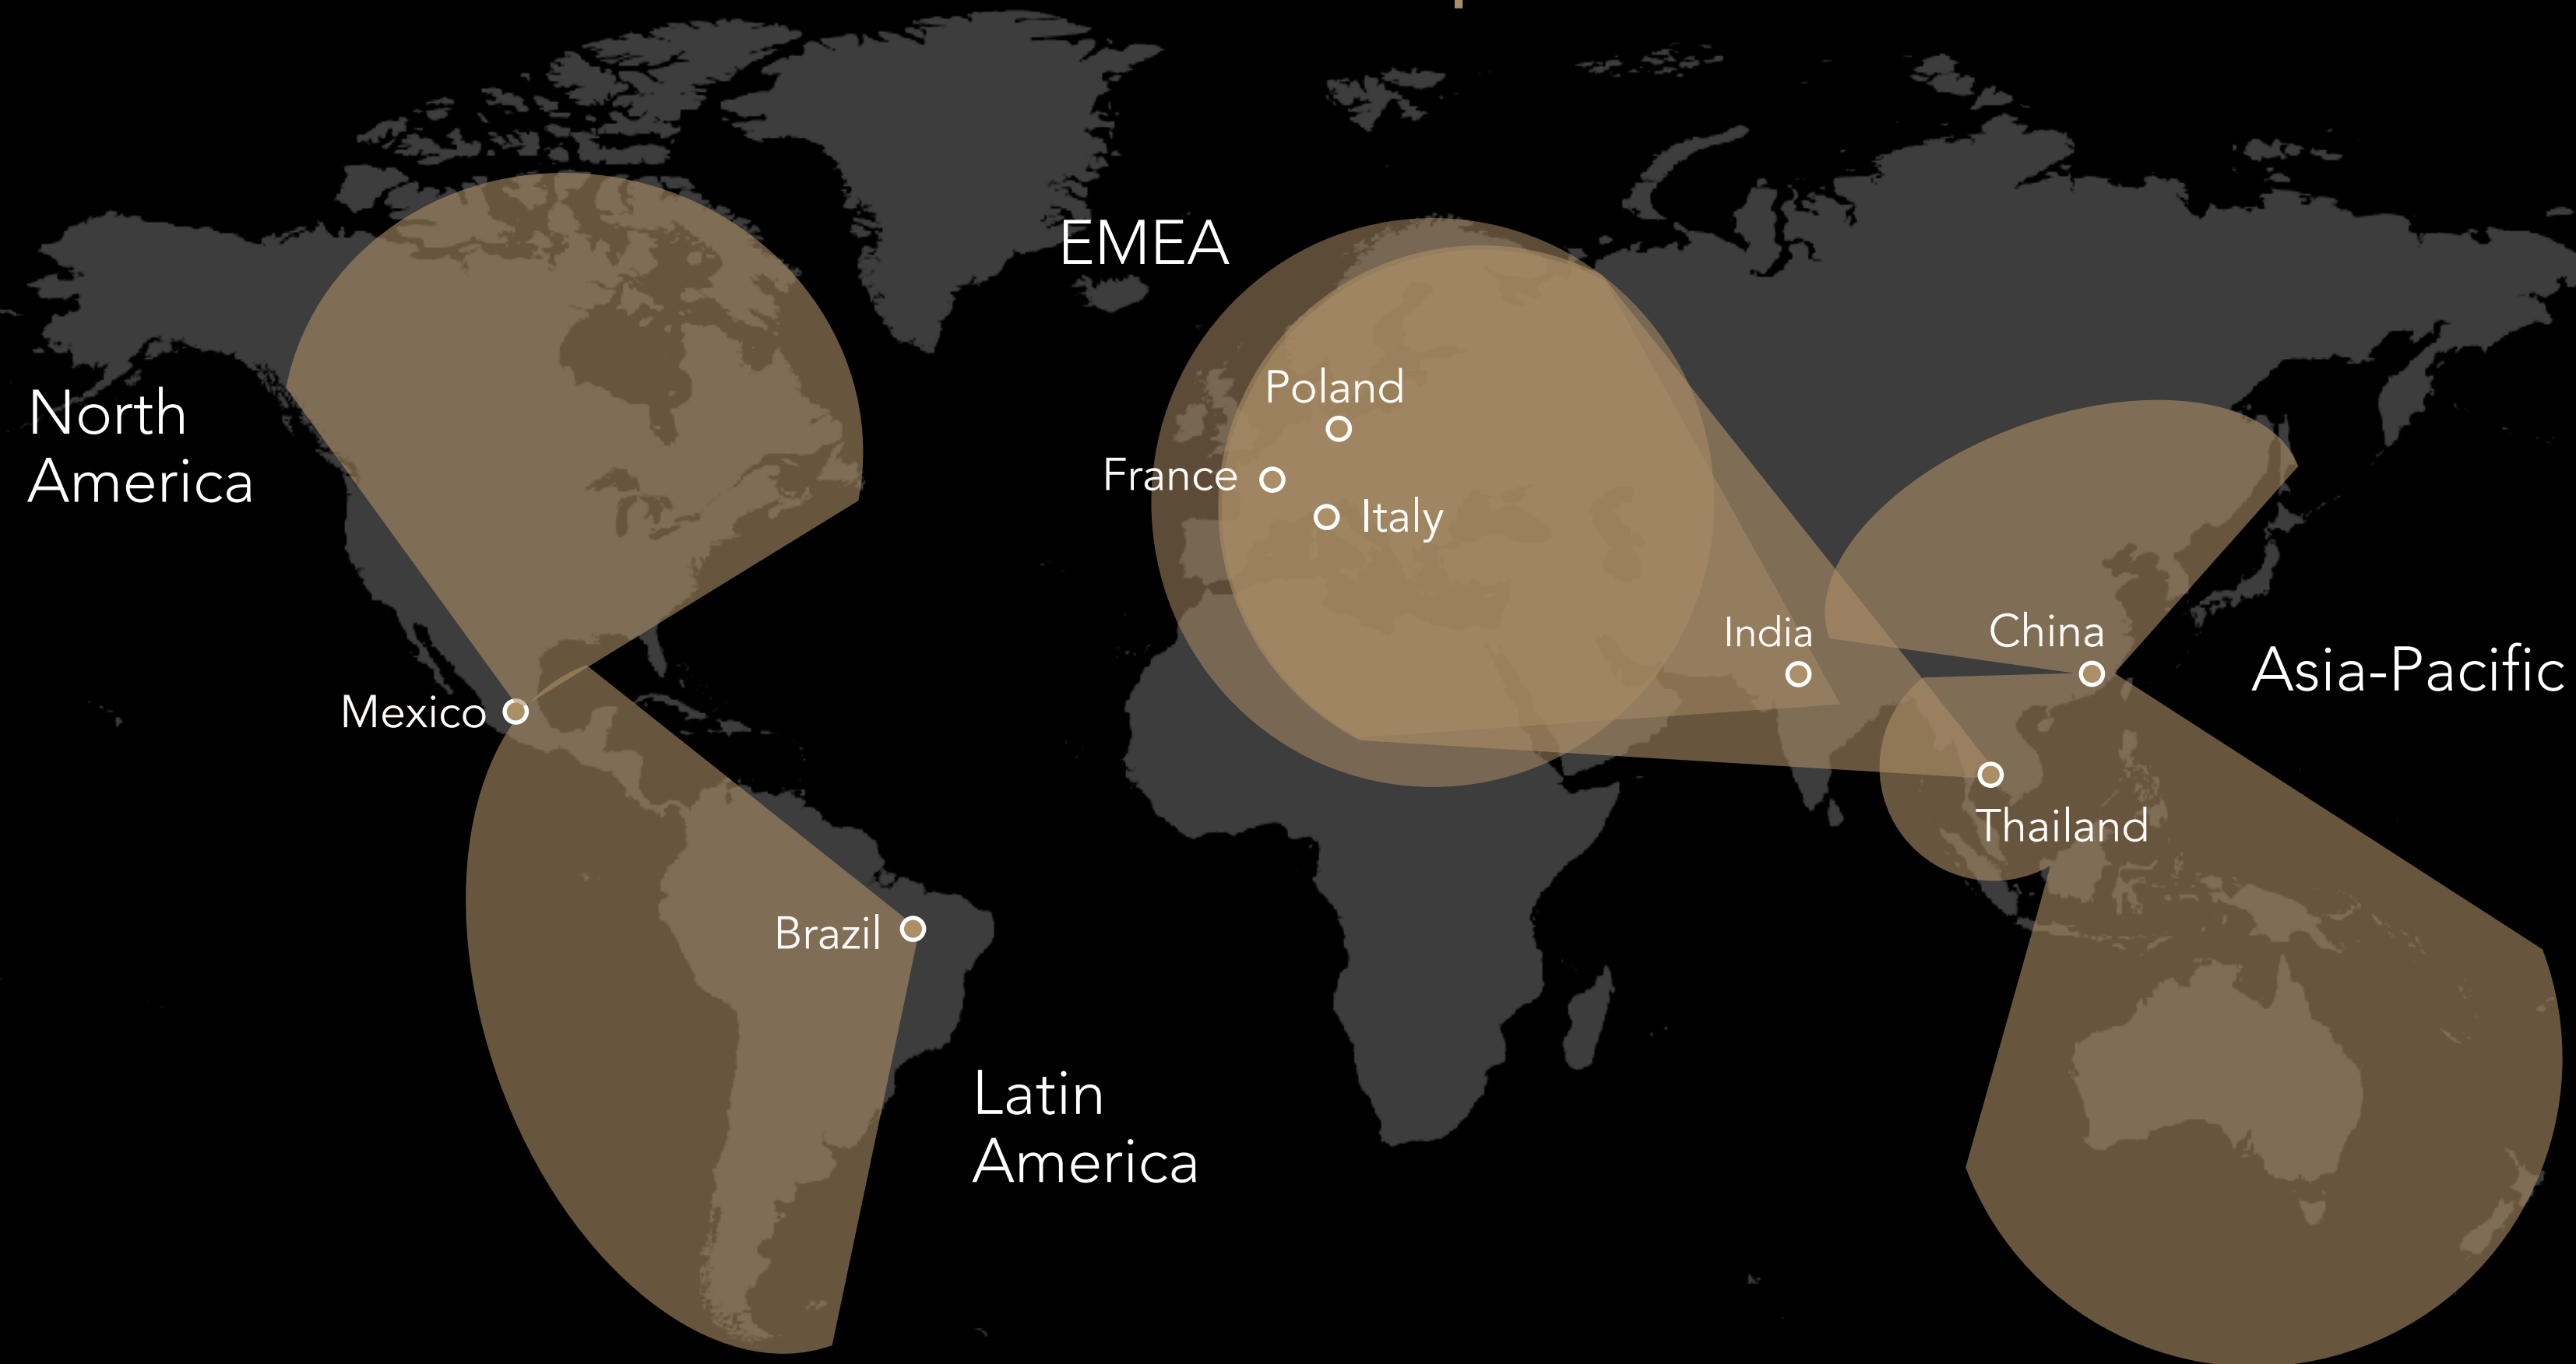 EMEA
North
America
Poland
France
Italy
India
China
Asia-Pacific
Mexico
Thailand
Brazil
Latin
America